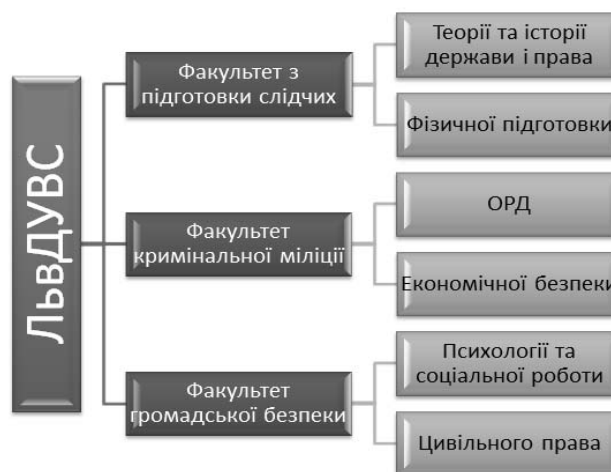 ЛьвДУВС
Факультет з
підготовки слідчих
Теорії та історії
держави і права
Фізичної підготовки
Факультет
кримінальної міліції
ОРД
Економічної безпеки
Факультет
громадської безпеки
Психології та
соціальної роботи
Цивільного права